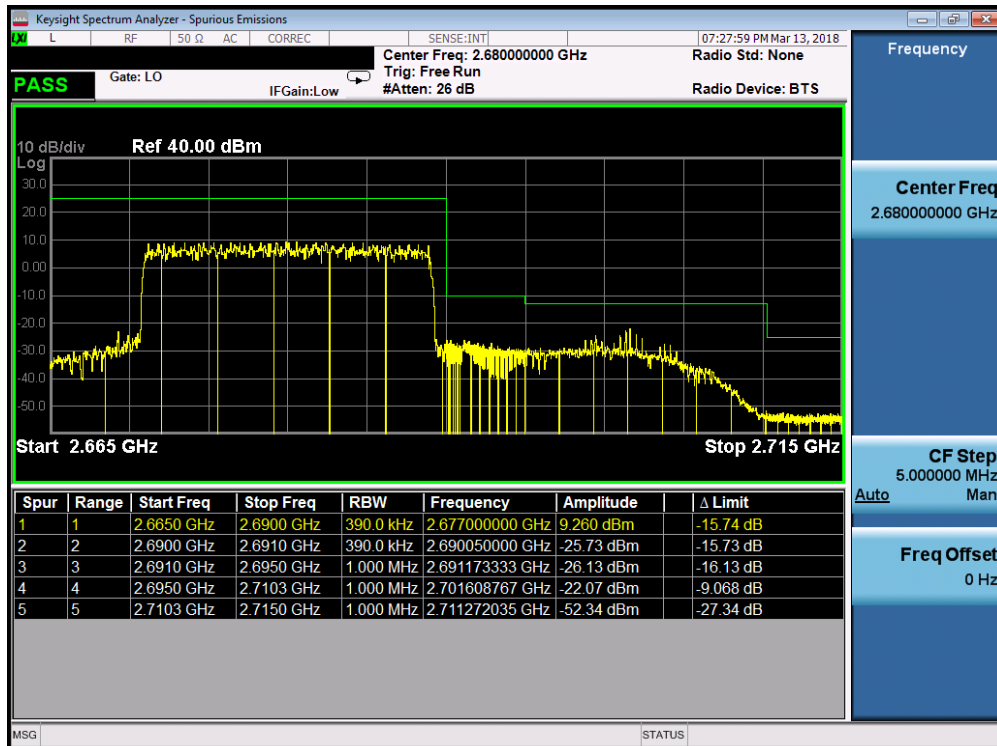 Keysight Spectrum Analyzer - Spurious Emissions
LXI L RF 50 Ω AC CORREC SENSE:INT 07:27:59 PM Mar 13, 2018
Center Freq: 2.680000000 GHz Radio Std: None
Trig: Free Run
PASS Gate: LO IFGain:Low #Atten: 26 dB Radio Device: BTS
10 dB/div Ref 40.00 dBm
Log
30.0
20.0
10.0
0.00
-10.0
-20.0
-30.0
-40.0
-50.0
Start 2.665 GHz Stop 2.715 GHz
Spur Range Start Freq Stop Freq RBW Frequency Amplitude Δ Limit
1 1 2.6650 GHz 2.6900 GHz 390.0 kHz 2.677000000 GHz 9.260 dBm -15.74 dB
2 2 2.6900 GHz 2.6910 GHz 390.0 kHz 2.690050000 GHz -25.73 dBm -15.73 dB
3 3 2.6910 GHz 2.6950 GHz 1.000 MHz 2.691173333 GHz -26.13 dBm -16.13 dB
4 4 2.6950 GHz 2.7103 GHz 1.000 MHz 2.701608767 GHz -22.07 dBm -9.068 dB
5 5 2.7103 GHz 2.7150 GHz 1.000 MHz 2.711272035 GHz -52.34 dBm -27.34 dB
MSG STATUS
Frequency
Center Freq
2.680000000 GHz
CF Step
5.000000 MHz
Auto Man
Freq Offset
0 Hz